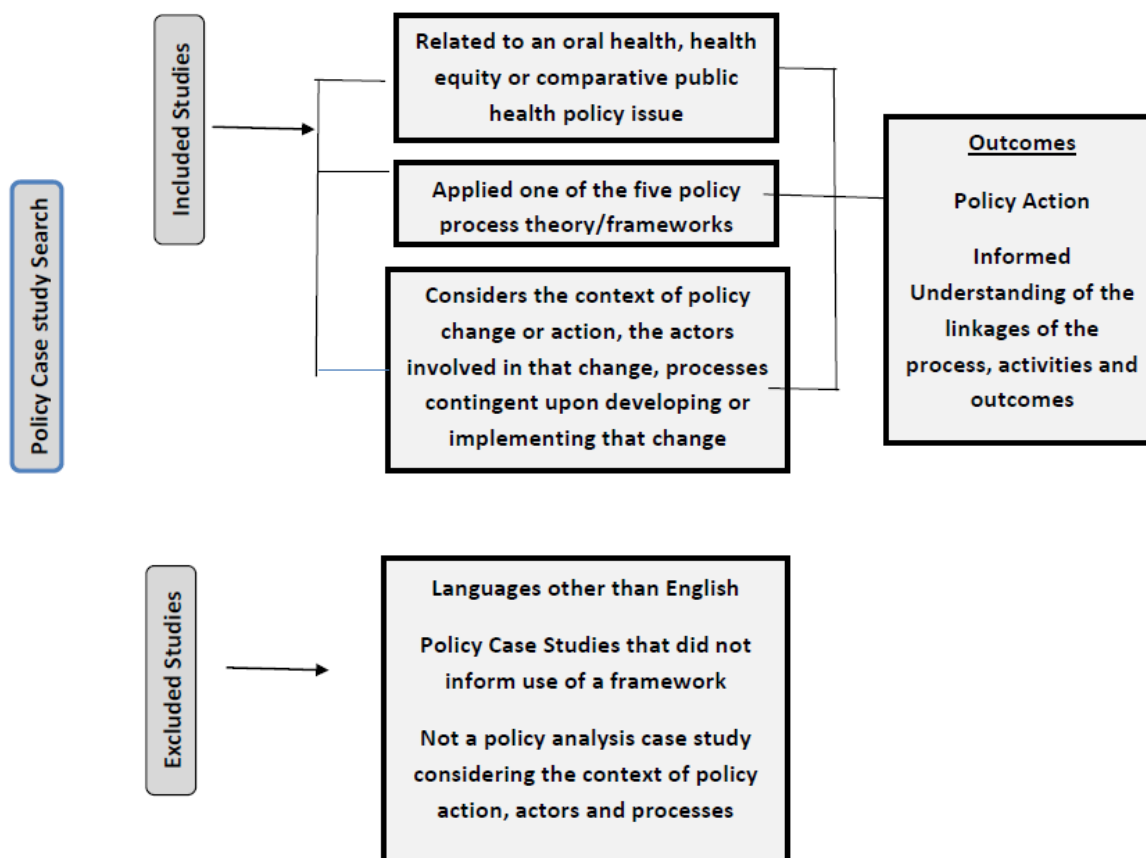 Policy Case study Search
Included Studies
Related to an oral health, health
equity or comparative public
health policy issue
Applied one of the five policy
process theory/frameworks
Considers the context of policy
change or action, the actors
involved in that change, processes
contingent upon developing or
implementing that change
Outcomes
Policy Action
Informed
Understanding of the
linkages of the
process, activities and
outcomes
Excluded Studies
Languages other than English
Policy Case Studies that did not
inform use of a framework
Not a policy analysis case study
considering the context of policy
action, actors and processes